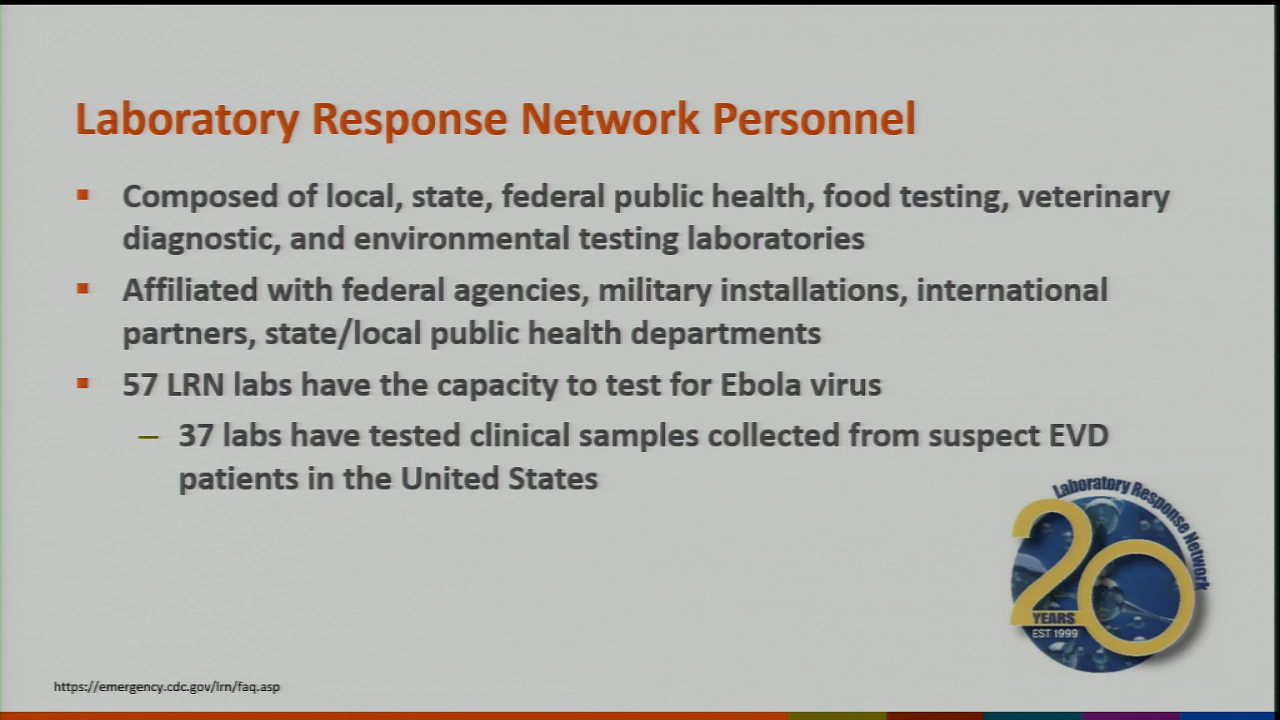 Laboratory Response Network Personnel
Composed of local, state, federal public health, food testing, veterinary
diagnostic, and environmental testing laboratories
Affiliated with federal agencies, military installations, international
partners, state/local public health departments
57 LRN labs have the capacity to test for Ebola virus
– 37 labs have tested clinical samples collected from suspect EVD
patients in the United States
Laboratory Response Network
20
YEARS
EST 1999
https://emergency.cdc.gov/lrn/faq.asp